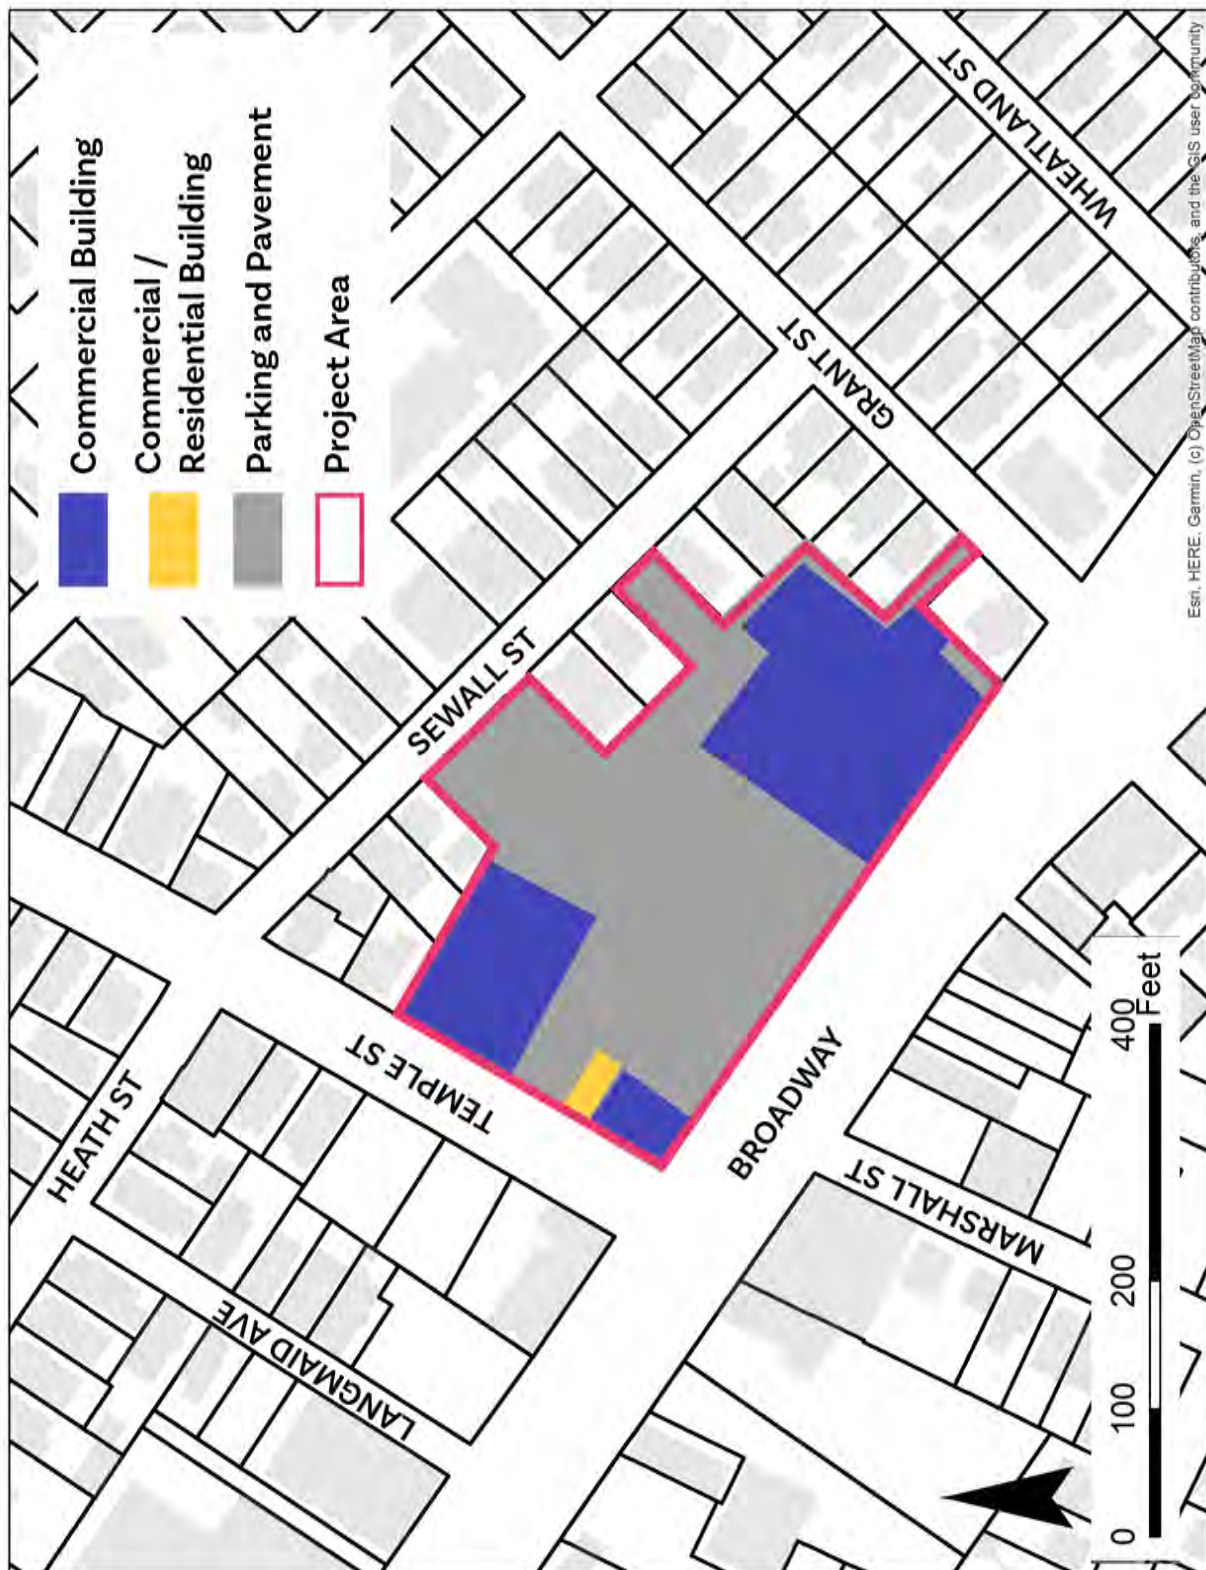 Commercial Building
Commercial /
Residential Building
Parking and Pavement
Project Area
WHEATLAND ST
GRANT ST
SEWALL ST
TEMPLE ST
HEATH ST
LANGMAID AVE
BROADWAY
MARSHALL ST
0 100 200 400
Feet
Esri, HERE, Garmin, (c) OpenStreetMap contributors, and the GIS user community